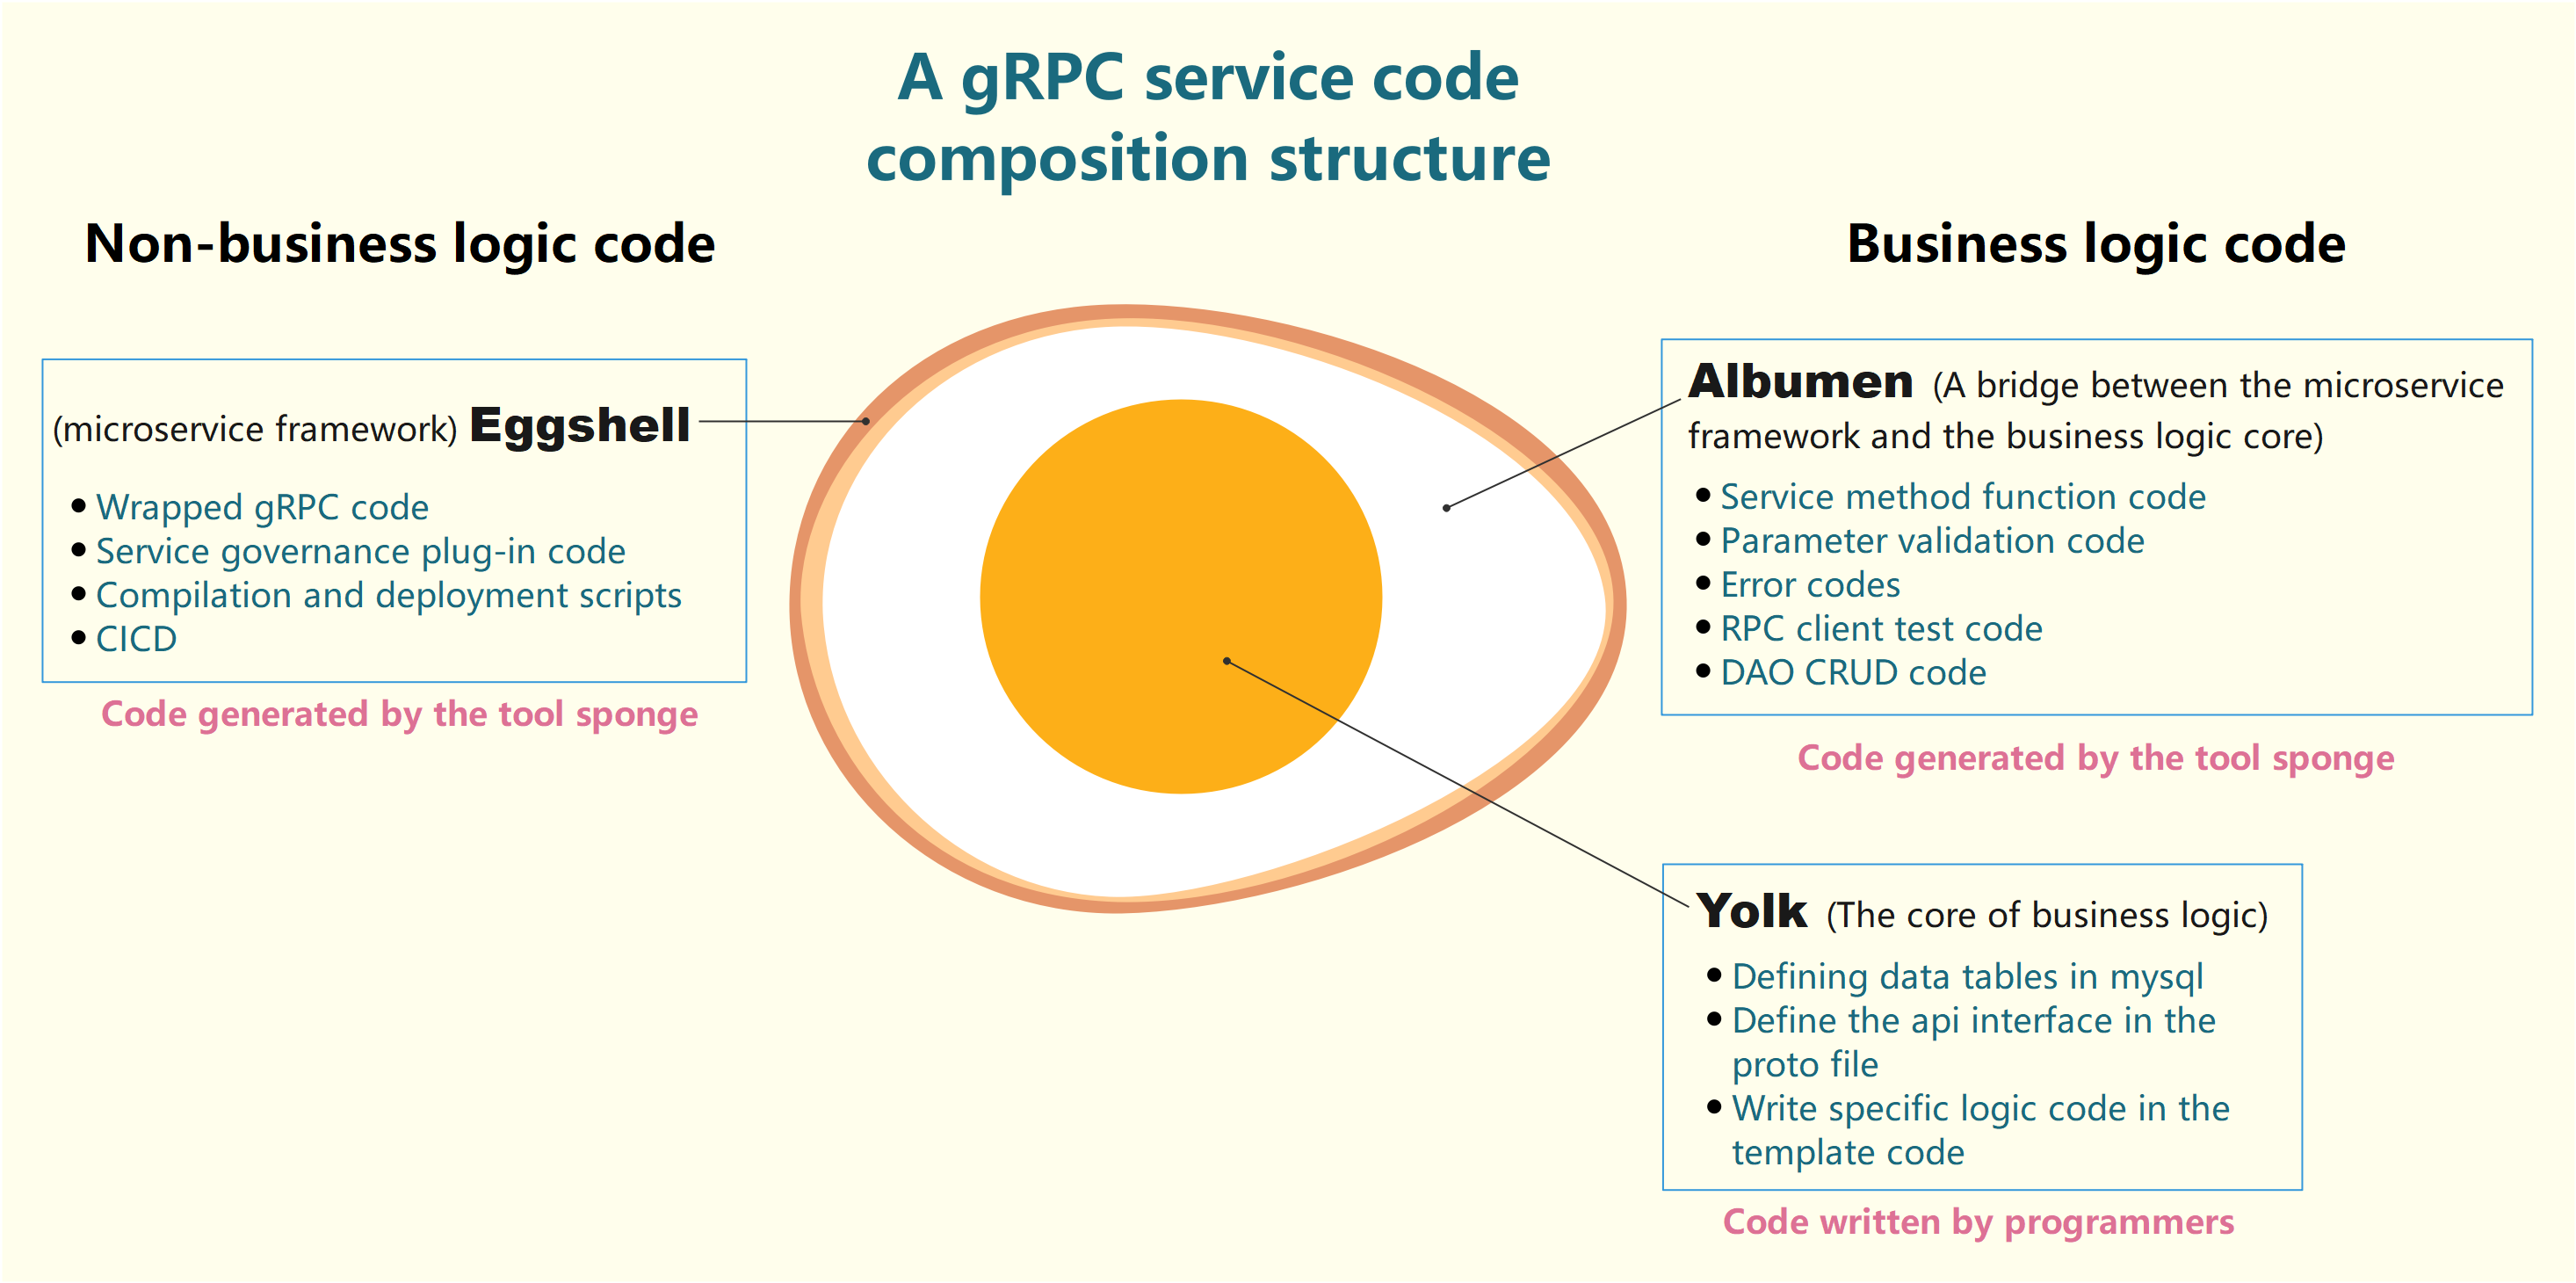 A gRPC service code
composition structure
Non-business logic code
(microservice framework) Eggshell
Wrapped gRPC code
Service governance plug-in code
Compilation and deployment scripts
CICD
Code generated by the tool sponge
Business logic code
Albumen (A bridge between the microservice
framework and the business logic core)
Service method function code
Parameter validation code
Error codes
RPC client test code
DAO CRUD code
Code generated by the tool sponge
Yolk (The core of business logic)
Defining data tables in mysql
Define the api interface in the
proto file
Write specific logic code in the
template code
Code written by programmers